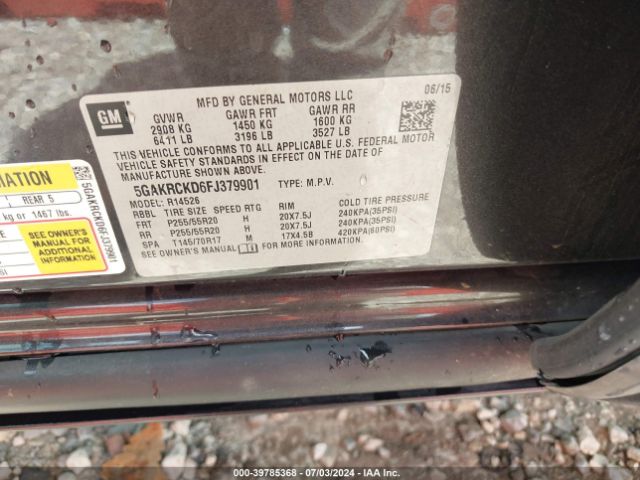 GM
MFD BY GENERAL MOTORS LLC
06/15
GVWR GAWR FRT GAWR RR
2908 KG 1450 KG 1600 KG
6411 LB 3196 LB 3527 LB
THIS VEHICLE CONFORMS TO ALL APPLICABLE U.S. FEDERAL MOTOR
VEHICLE SAFETY STANDARDS IN EFFECT ON THE DATE OF
MANUFACTURE SHOWN ABOVE.
5GAKRCKD6FJ379901 TYPE: M.P.V.
MODEL: R14526
RBBL TIRE SIZE SPEED RTG RIM COLD TIRE PRESSURE
FRT P255/55R20 H 20X7.5J 240KPA(35PSI)
RR P255/55R20 H 20X7.5J 240KPA(35PSI)
SPA T145/70R17 M 17X4.5B 420KPA(60PSI)
SEE OWNER'S MANUAL
RMATION
1 REAR 5
kg or 1467 lbs.
SEE OWNER'S
MANUAL FOR
ADDITIONAL
INFORMATION
5GAKRCKD6FJ379901
000-39785368 - 07/03/2024 - IAA Inc.